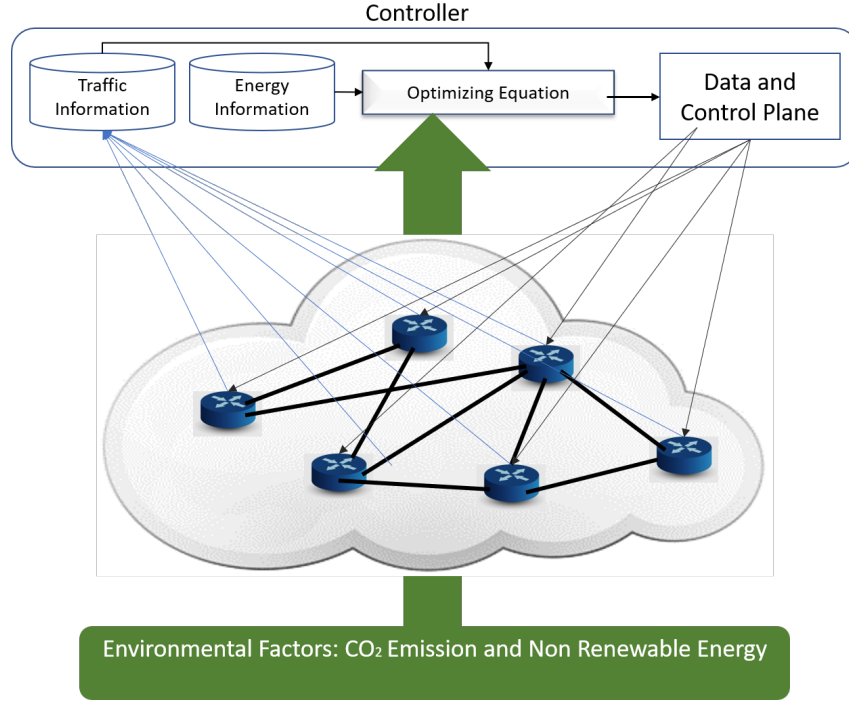 Controller
Traffic
Information
Energy
Information
Optimizing Equation
Data and
Control Plane
Environmental Factors: CO₂ Emission and Non Renewable Energy